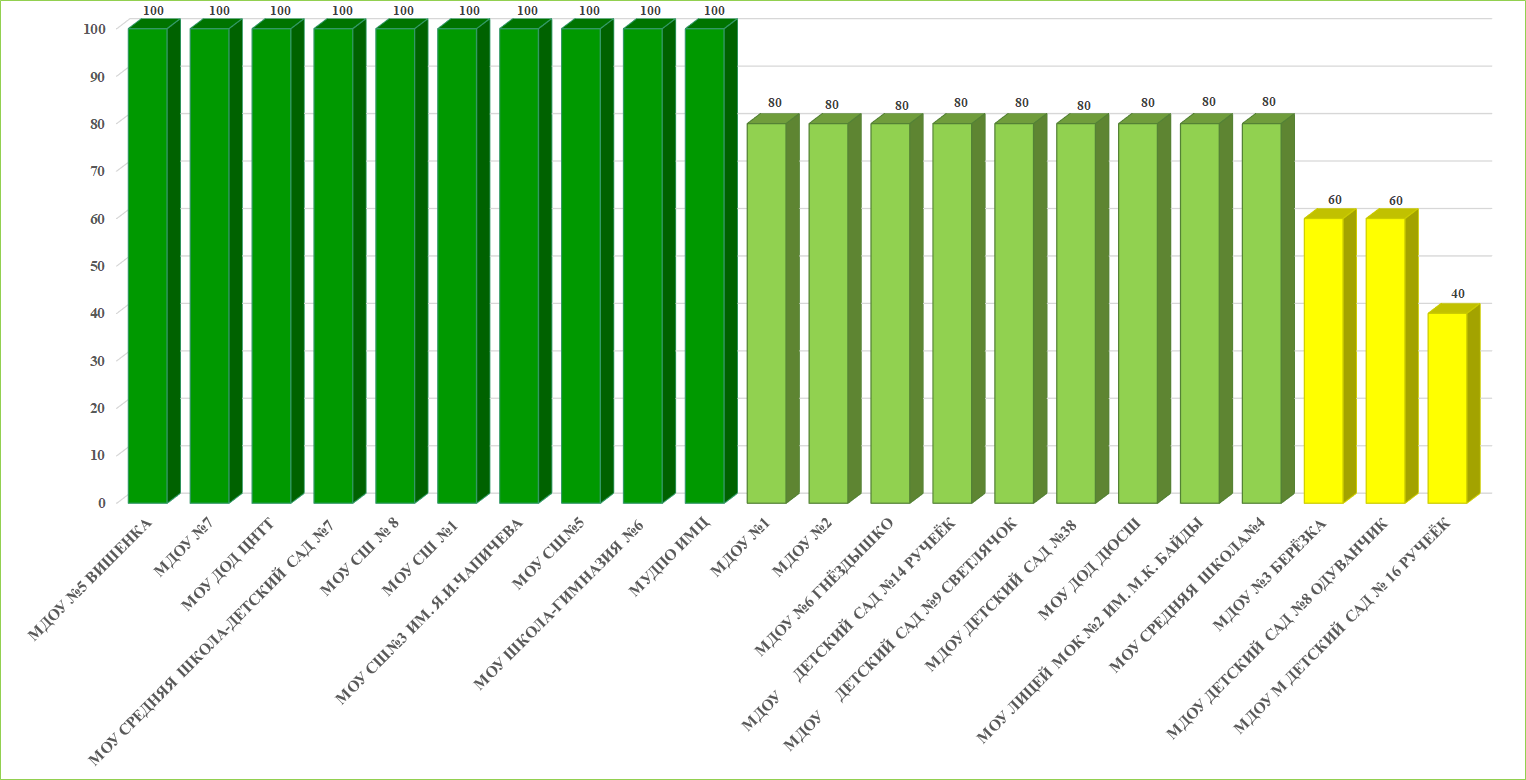 100 100 100 100 100 100 100 100 100 100
80 80 80 80 80 80 80 80 80
60 60
40
100
90
80
70
60
50
40
30
20
10
0
МДОУ №5 ВИШЕНКА
МДОУ №7
МОУ ДОД ЦНТТ
МОУ СРЕДНЯЯ ШКОЛА-ДЕТСКИЙ САД №7
МОУ СШ № 8
МОУ СШ №1
МОУ СШ№3 ИМ. Я.И.ЧАПИЧЕВА
МОУ СШ№5
МОУ ШКОЛА-ГИМНАЗИЯ №6
МУДПО ИМЦ
МДОУ №1
МДОУ №2
МДОУ №6 ГНЁЗДЫШКО
МДОУ ДЕТСКИЙ САД №14 РУЧЕЁК
МДОУ ДЕТСКИЙ САД №9 СВЕТЛЯЧОК
МДОУ ДЕТСКИЙ САД №38
МОУ ДОД ДЮСШ
МОУ ЛИЦЕЙ МОК №2 ИМ. М.К. БАЙДЫ
МОУ СРЕДНЯЯ ШКОЛА№4
МДОУ №3 БЕРЁЗКА
МДОУ ДЕТСКИЙ САД №8 ОДУВАНЧИК
МДОУ М ДЕТСКИЙ САД № 16 РУЧЕЁК